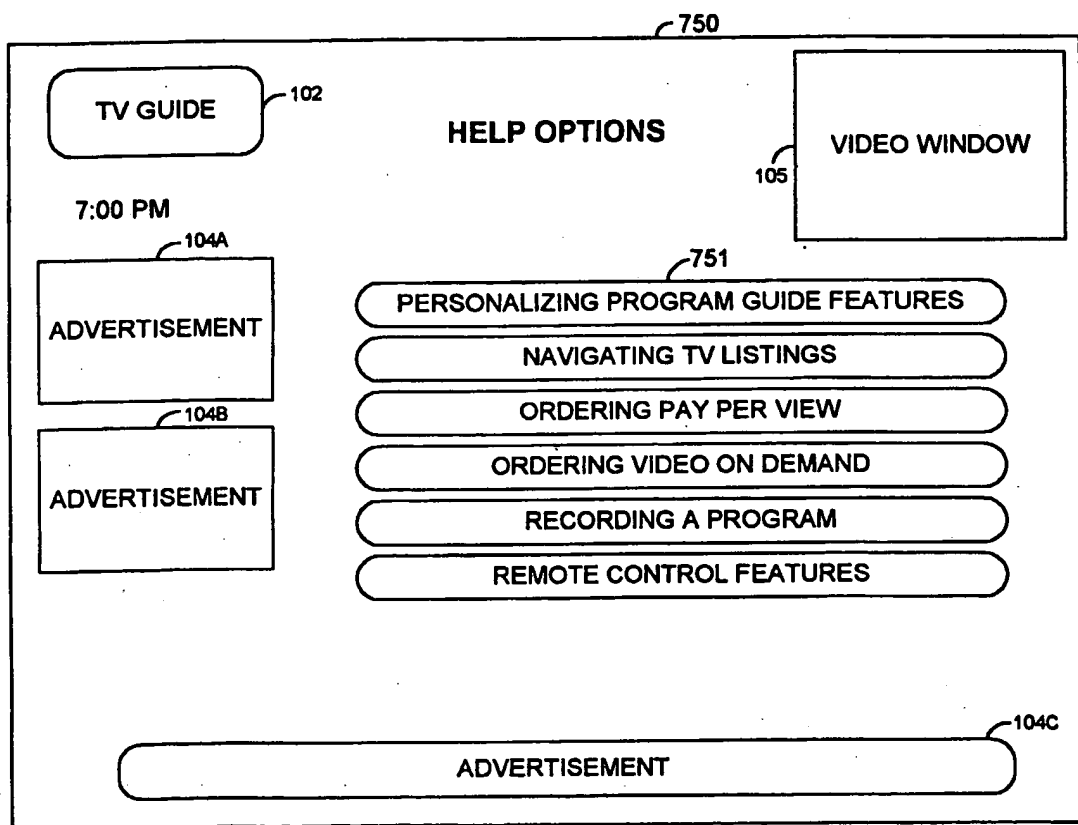 750
TV GUIDE
102
HELP OPTIONS
VIDEO WINDOW
105
7:00 PM
104A
ADVERTISEMENT
751
PERSONALIZING PROGRAM GUIDE FEATURES
NAVIGATING TV LISTINGS
ORDERING PAY PER VIEW
104B
ADVERTISEMENT
ORDERING VIDEO ON DEMAND
RECORDING A PROGRAM
REMOTE CONTROL FEATURES
104C
ADVERTISEMENT